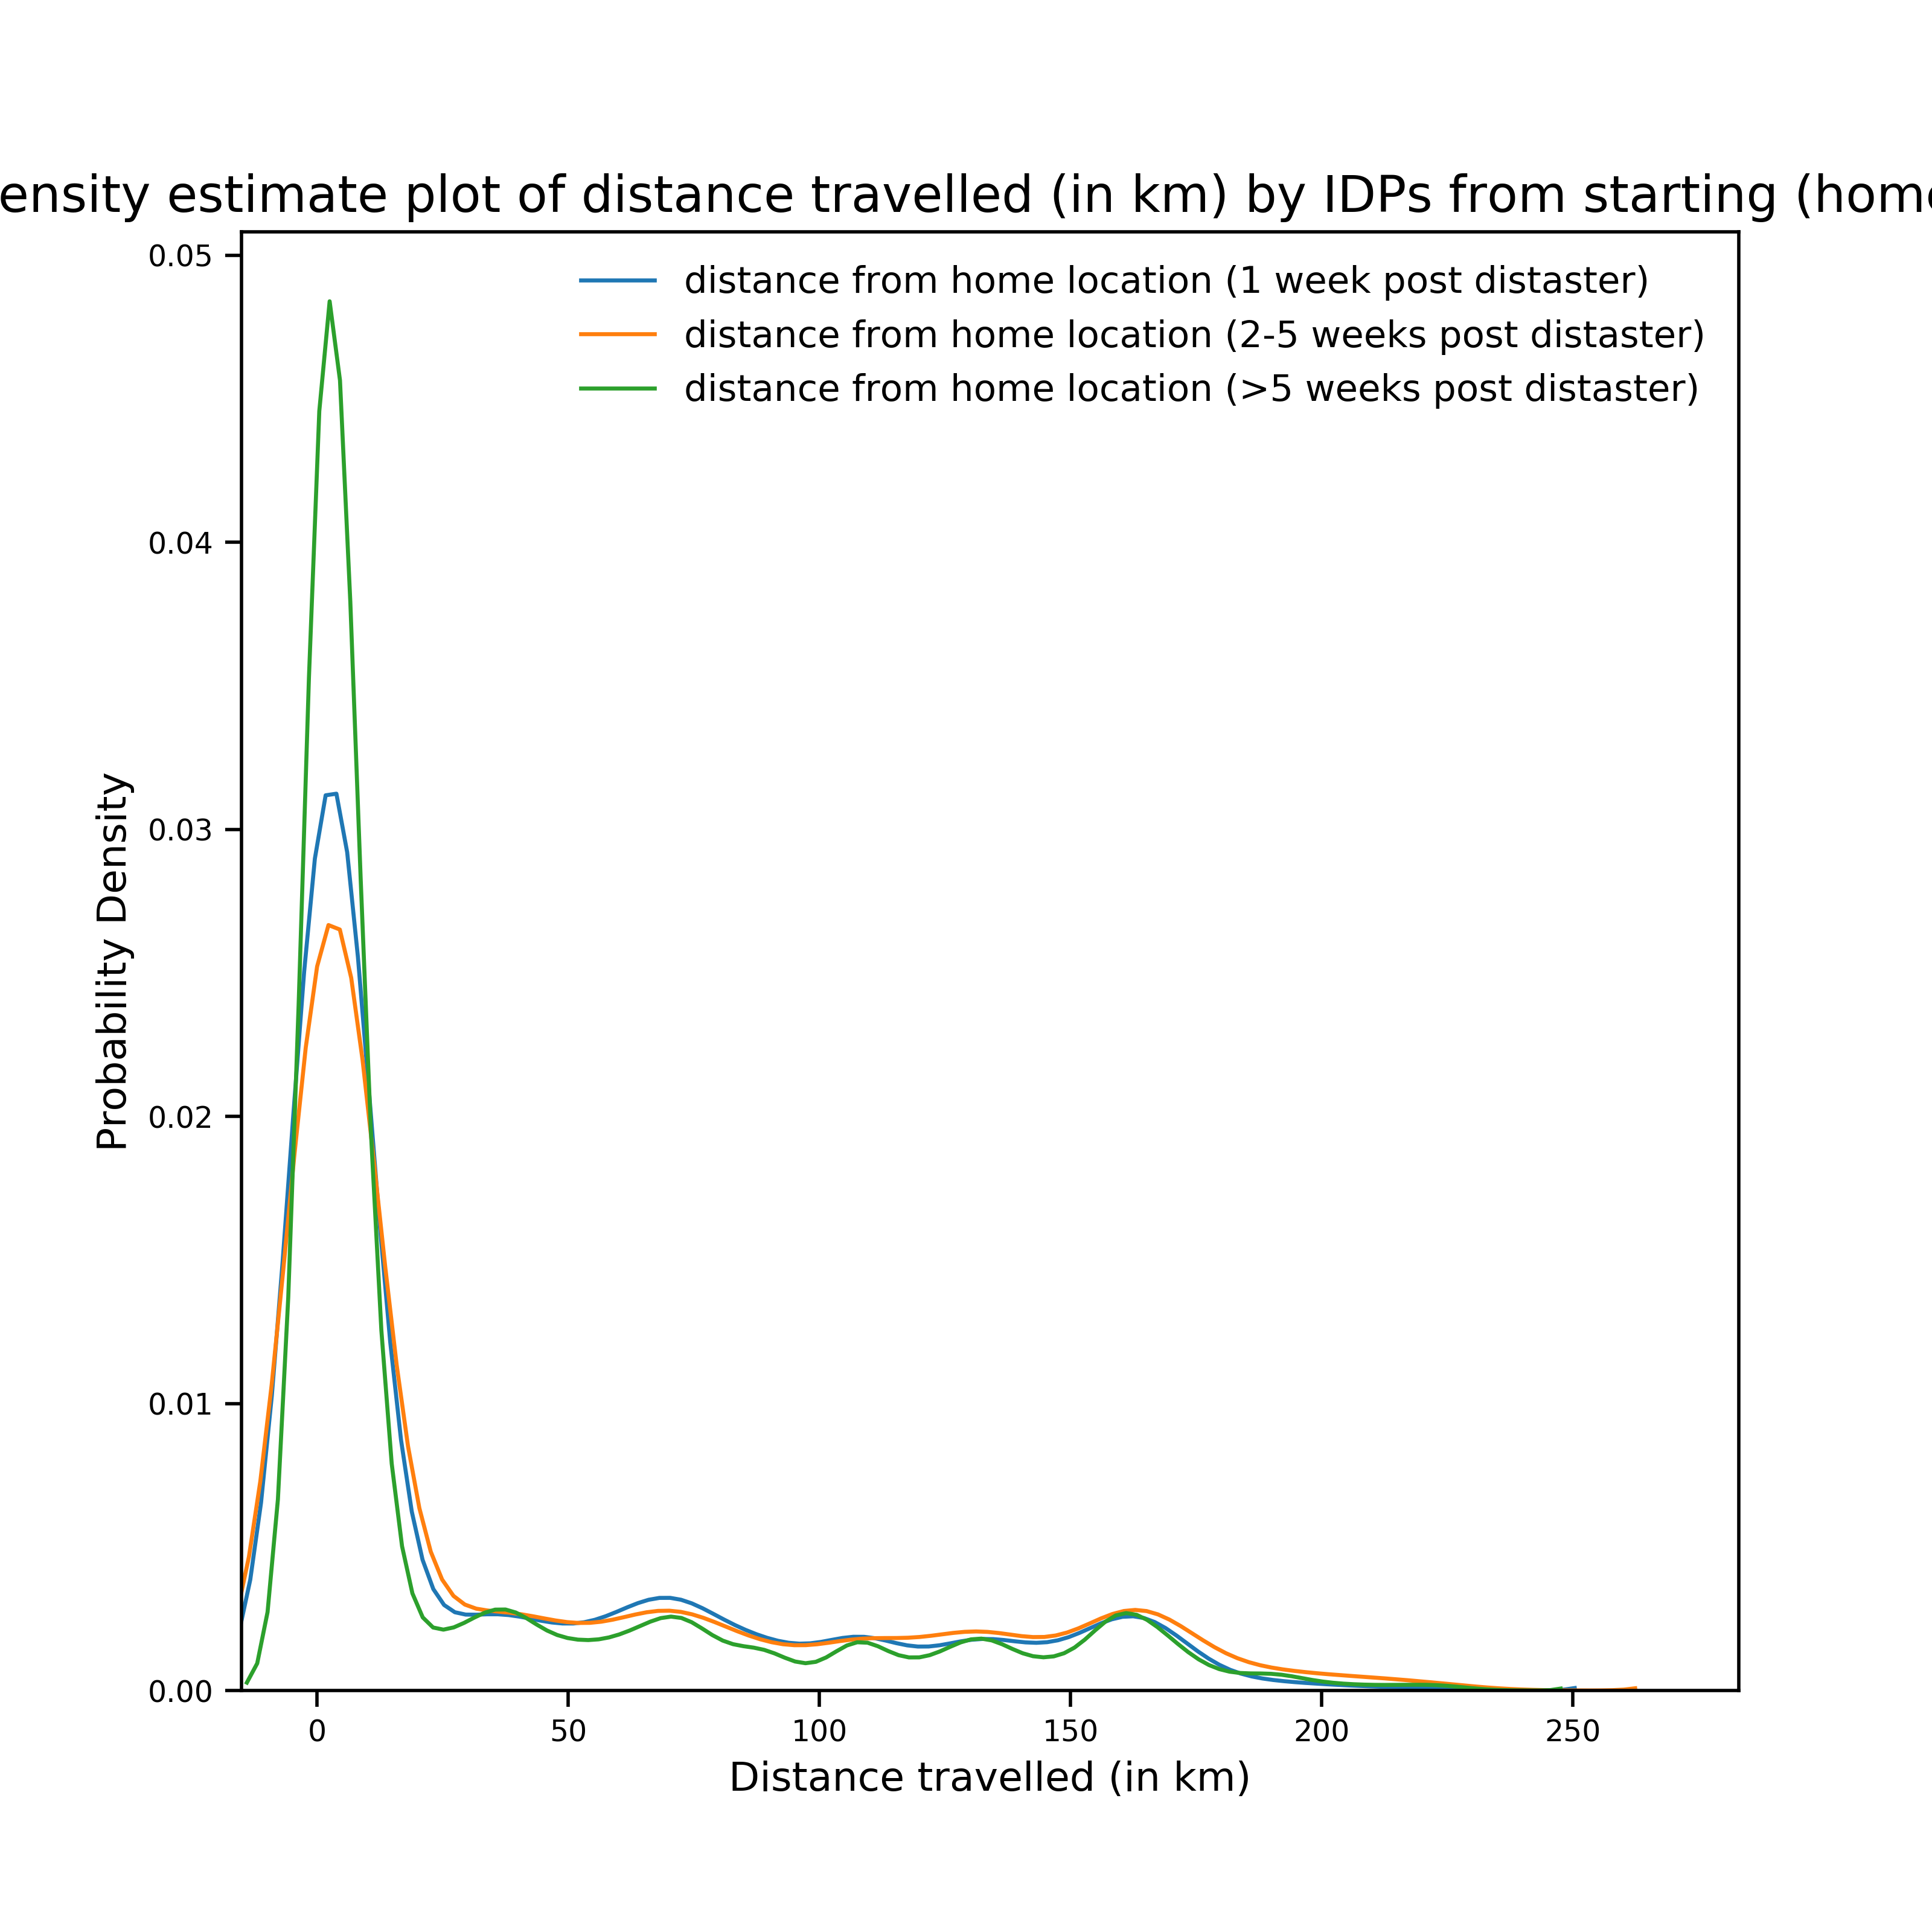 ensity estimate plot of distance travelled (in km) by IDPs from starting (hom
distance from home location (1 week post distaster)
distance from home location (2-5 weeks post distaster)
distance from home location (>5 weeks post distaster)
Probability Density
0.05
0.04
0.03
0.02
0.01
0.00
0 50 100 150 200 250
Distance travelled (in km)